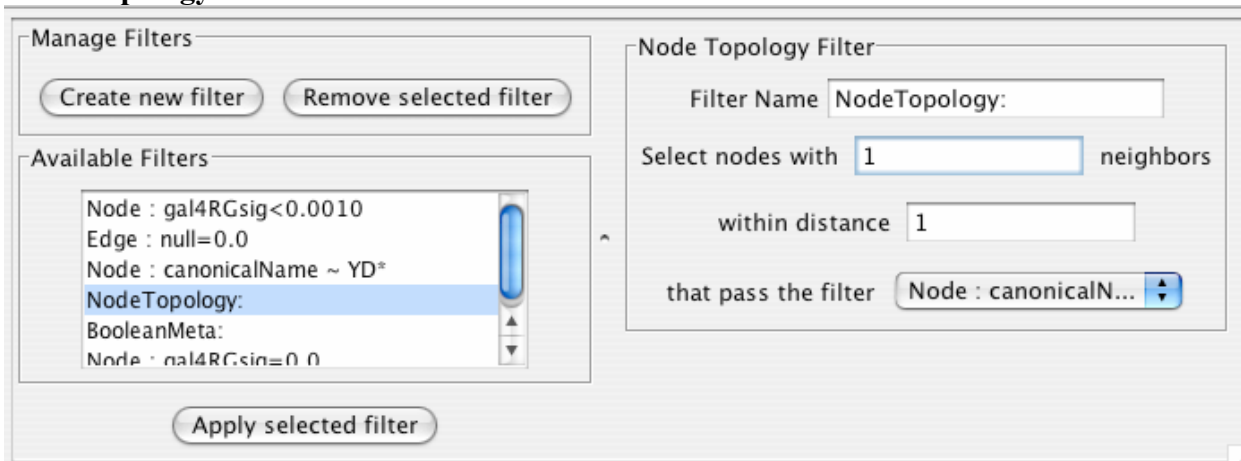 Manage Filters
Create new filter
Remove selected filter
Available Filters
Node : gal4RGsig<0.0010
Edge : null=0.0
Node : canonicalName ~ YD*
NodeTopology:
BooleanMeta:
Node : gal4RGsig=0.0
Apply selected filter
Node Topology Filter
Filter Name NodeTopology:
Select nodes with 1 neighbors
within distance 1
that pass the filter Node : canonicalN...